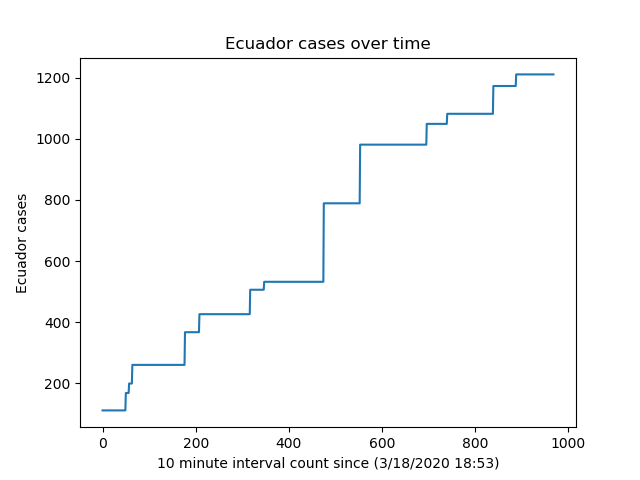 Ecuador cases over time
Ecuador cases
1200
1000
800
600
400
200
0 200 400 600 800 1000
10 minute interval count since (3/18/2020 18:53)